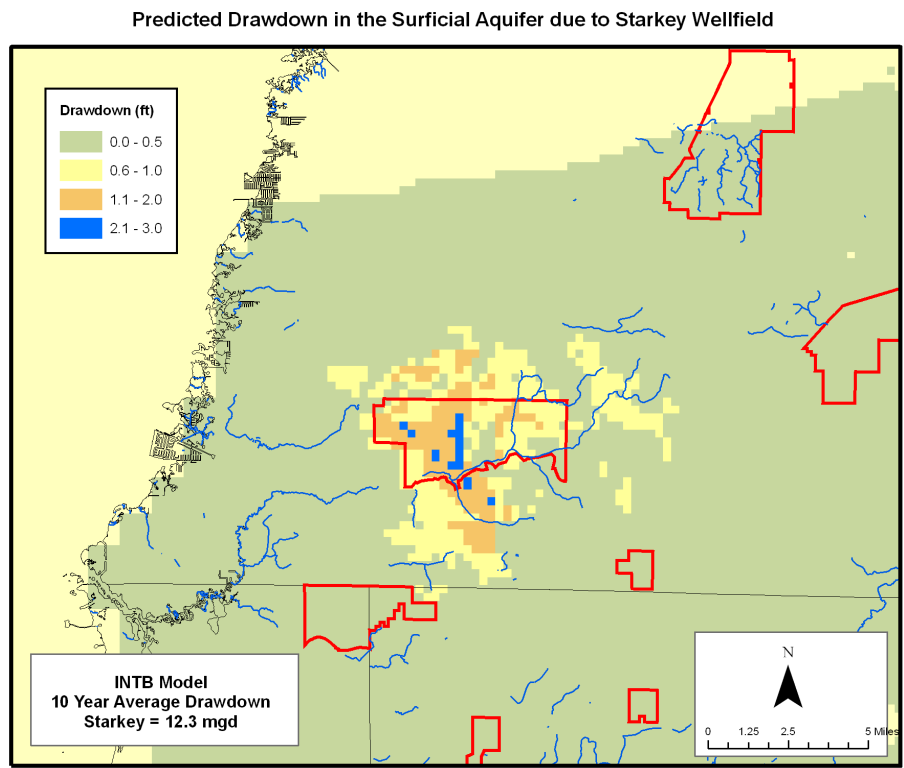 Predicted Drawdown in the Surficial Aquifer due to Starkey Wellfield
Drawdown (ft)
0.0 - 0.5
0.6 - 1.0
1.1 - 2.0
2.1 - 3.0
INTB Model
10 Year Average Drawdown
Starkey = 12.3 mgd
N
0 1.25 2.5 5 Miles